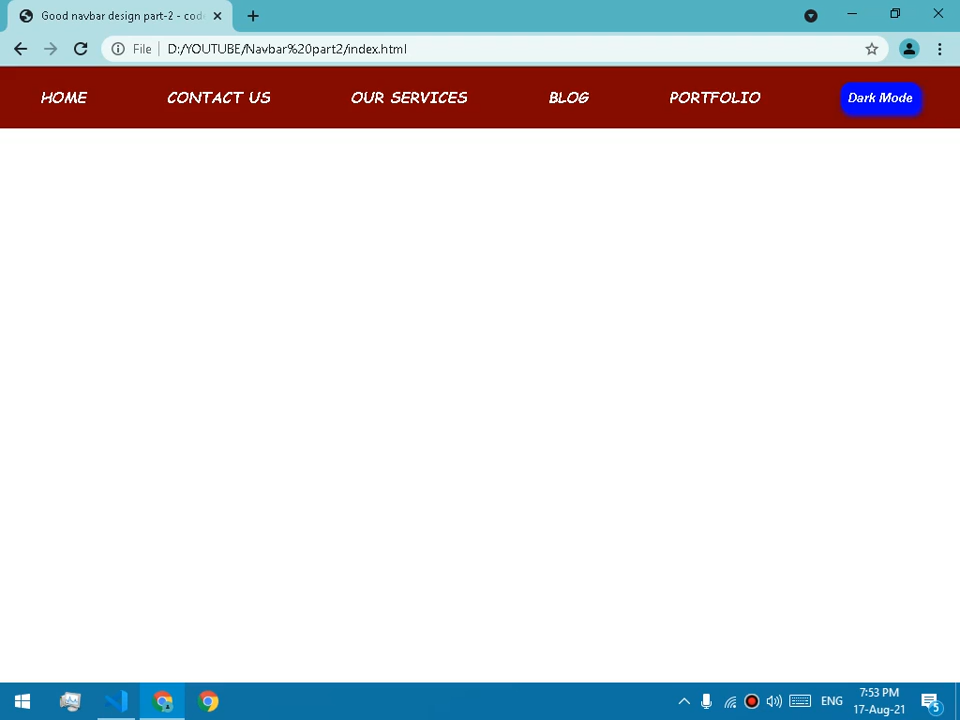 Good navbar design part-2 - cod
File
D:/YOUTUBE/Navbar%20part2/index.html
HOME
CONTACT US
OUR SERVICES
BLOG
PORTFOLIO
Dark Mode
ENG
7:53 PM
17-Aug-21
5